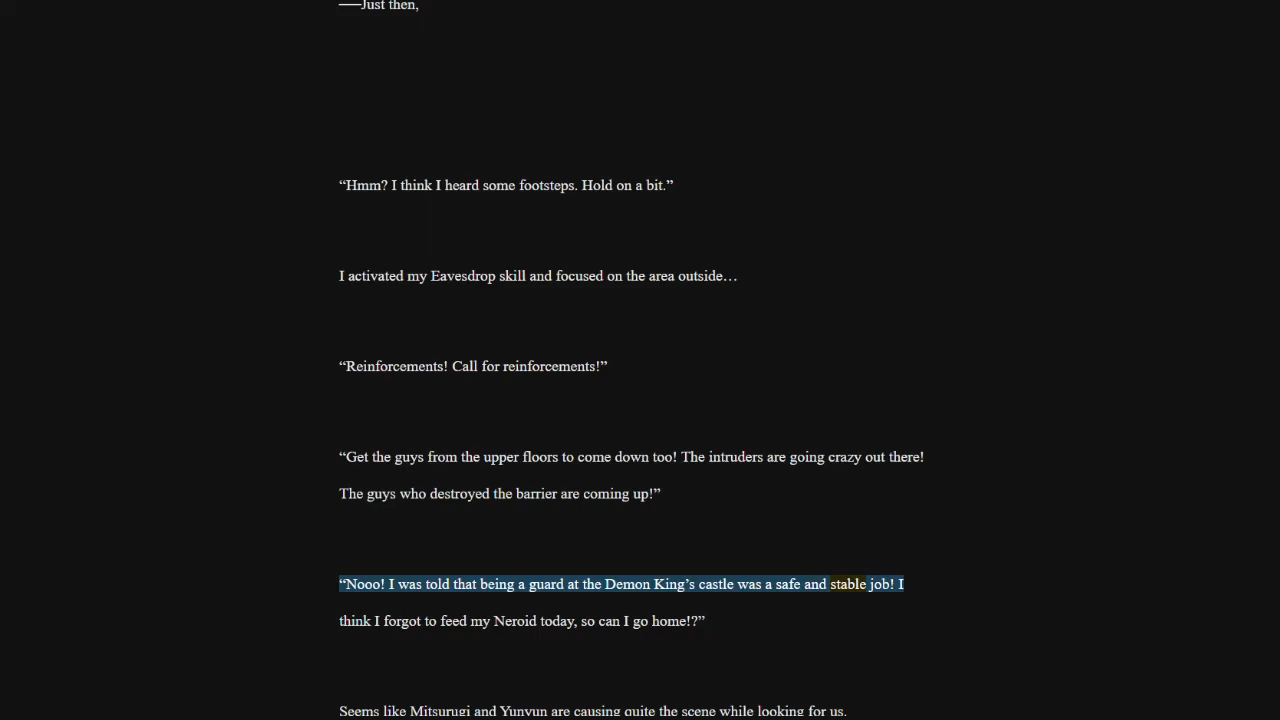 ——Just then,
“Hmm? I think I heard some footsteps. Hold on a bit.”
I activated my Eavesdrop skill and focused on the area outside…
“Reinforcements! Call for reinforcements!”
“Get the guys from the upper floors to come down too! The intruders are going crazy out there!
The guys who destroyed the barrier are coming up!”
“Nooo! I was told that being a guard at the Demon King’s castle was a safe and stable job! I
think I forgot to feed my Neroid today, so can I go home!?”
Seems like Mitsurugi and Yunyun are causing quite the scene while looking for us.